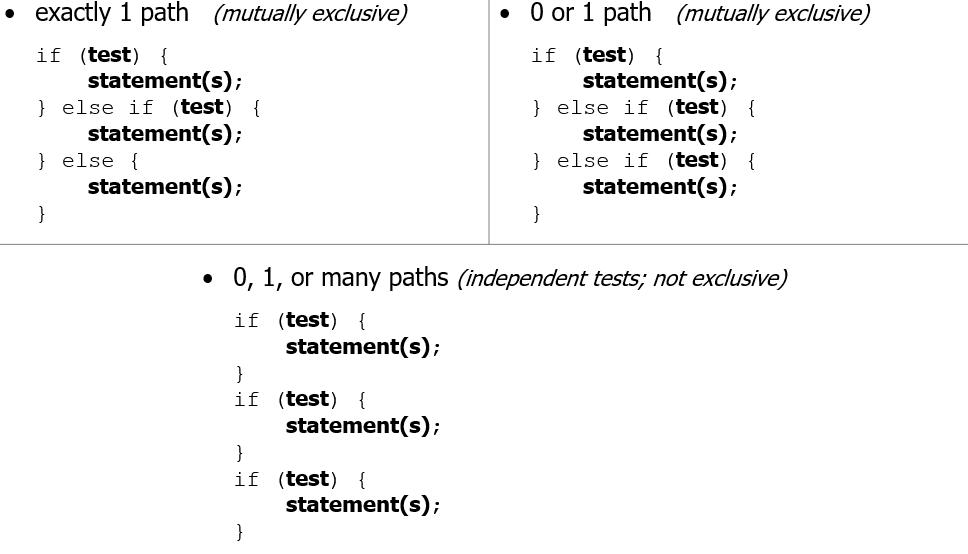 • exactly 1 path (mutually exclusive)
if (test) {
    statement(s);
} else if (test) {
    statement(s);
} else {
    statement(s);
}
• 0 or 1 path (mutually exclusive)
if (test) {
    statement(s);
} else if (test) {
    statement(s);
} else if (test) {
    statement(s);
}
• 0, 1, or many paths (independent tests; not exclusive)
if (test) {
    statement(s);
}
if (test) {
    statement(s);
}
if (test) {
    statement(s);
}